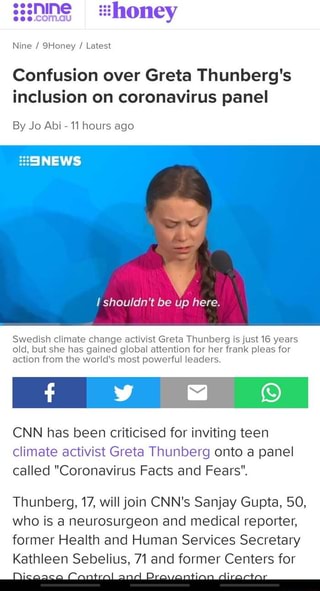 nine
.com.au
honey
Nine / 9Honey / Latest
Confusion over Greta Thunberg's
inclusion on coronavirus panel
By Jo Abi - 11 hours ago
9NEWS
I shouldn't be up here.
Swedish climate change activist Greta Thunberg is just 16 years
old, but she has gained global attention for her frank pleas for
action from the world's most powerful leaders.
f
CNN has been criticised for inviting teen
climate activist Greta Thunberg onto a panel
called "Coronavirus Facts and Fears".
Thunberg, 17, will join CNN's Sanjay Gupta, 50,
who is a neurosurgeon and medical reporter,
former Health and Human Services Secretary
Kathleen Sebelius, 71 and former Centers for
Disease Control and Prevention director